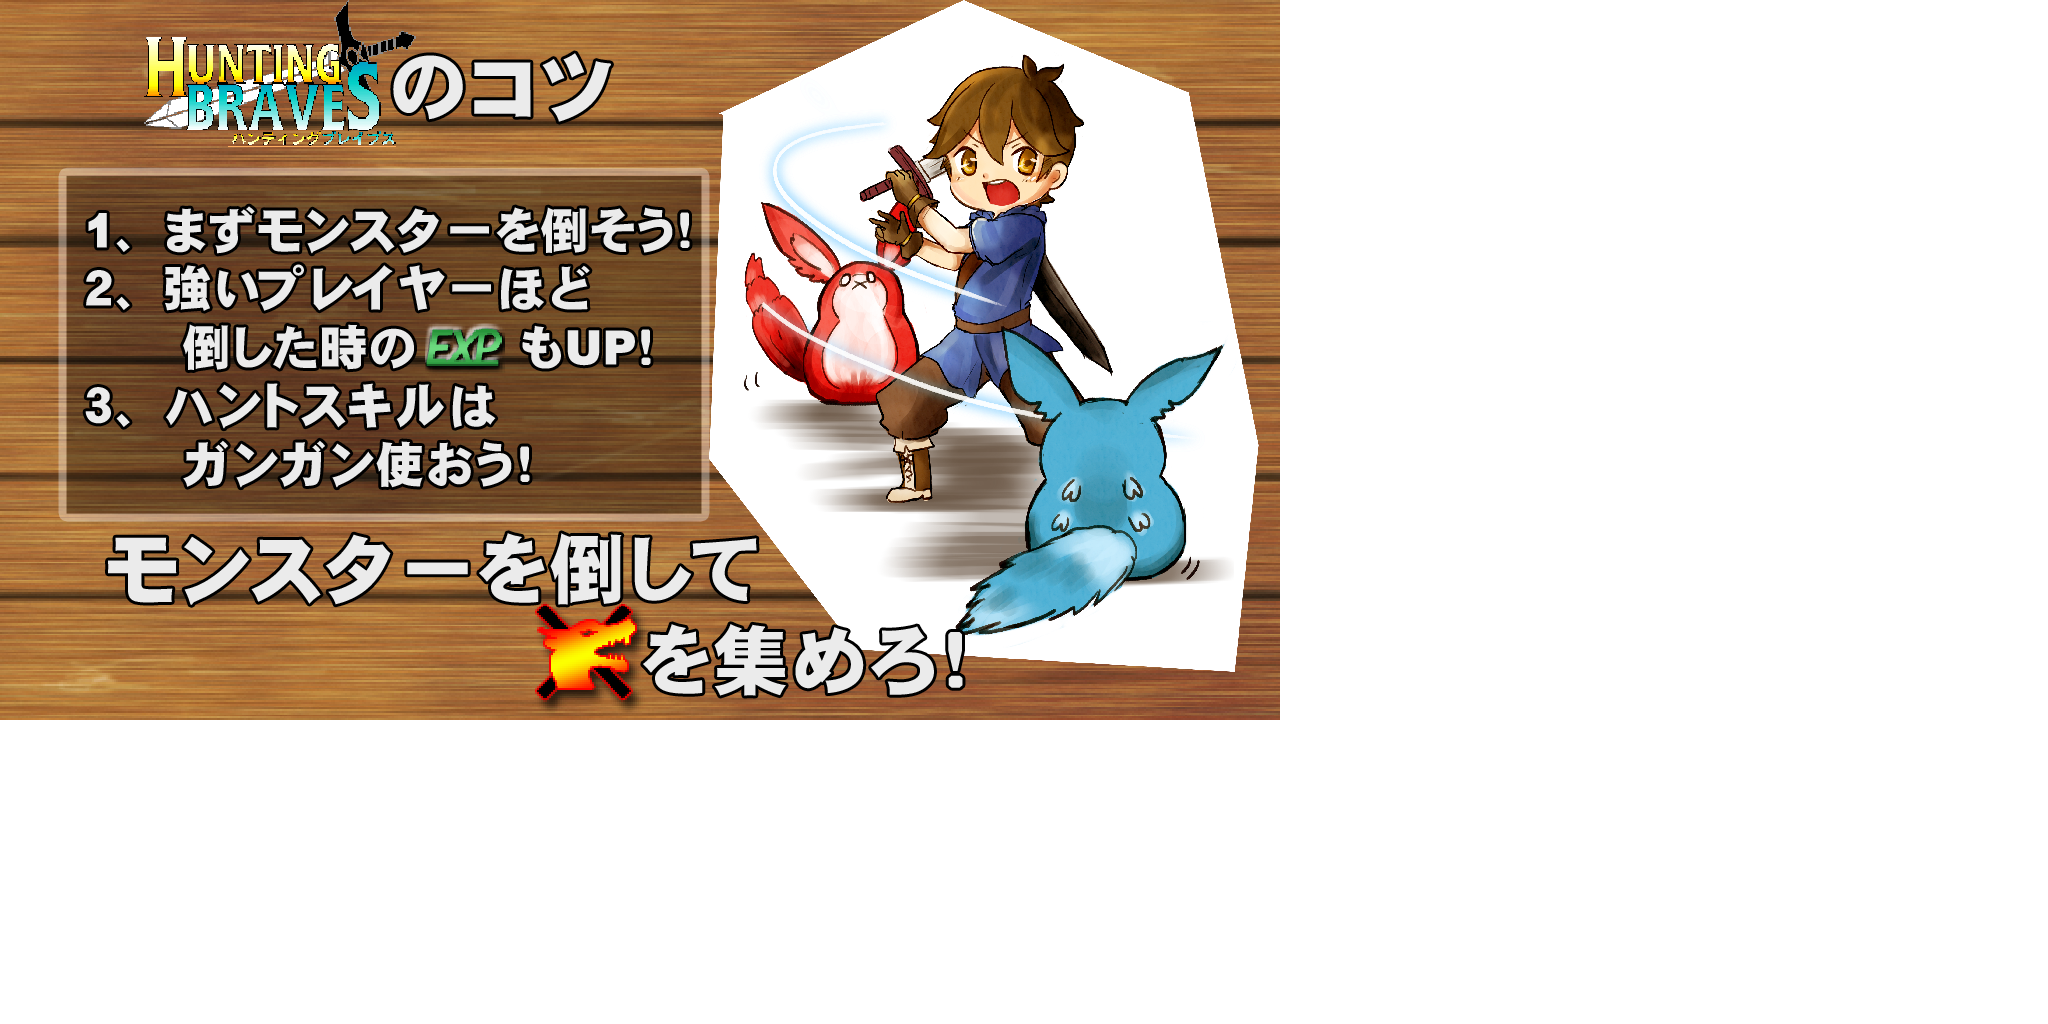 HUNTING
BRAVES
ハンティングブレイブス
のコツ
1、まずモンスターを倒そう!
2、強いプレイヤーほど
倒した時のEXPもUP!
3、ハントスキルは
ガンガン使おう!
モンスターを倒して
を集めろ!